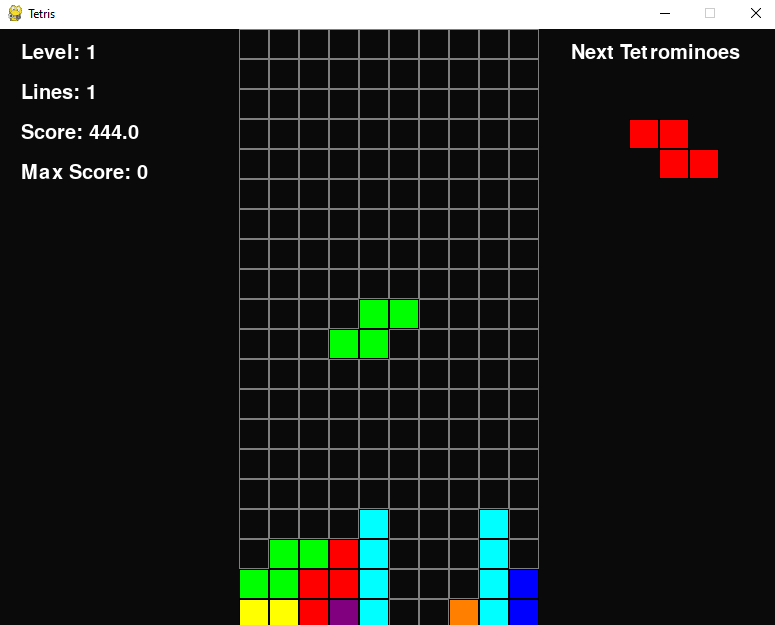 Tetris
Level: 1
Lines: 1
Score: 444.0
Max Score: 0
Next Tetrominoes